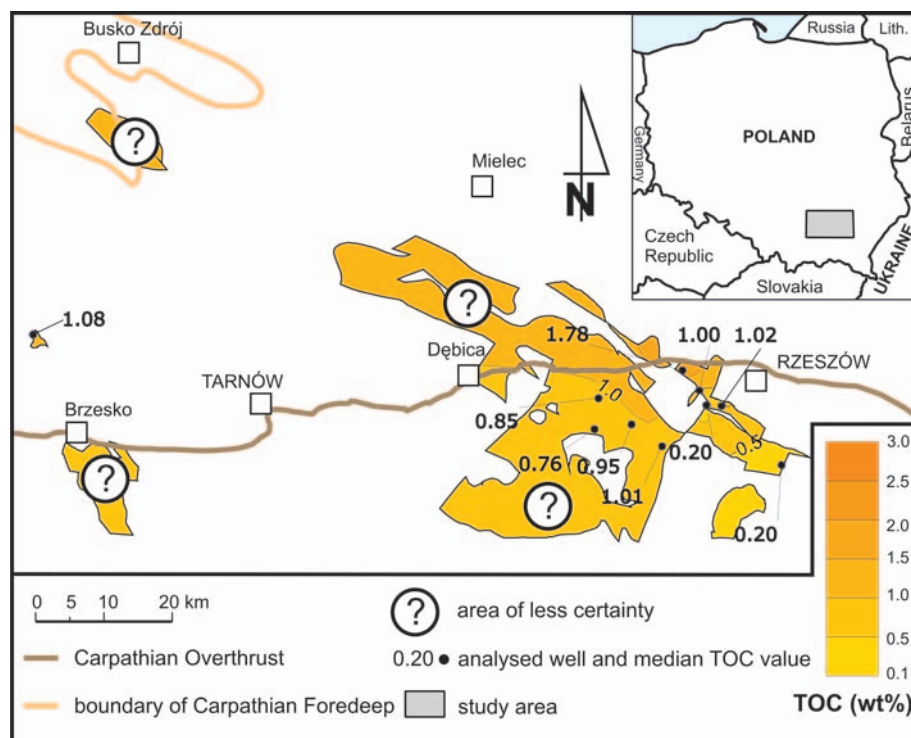 Busko Zdrój
?
Mielec
N
Russia
Lith.
Belarus
Germany
POLAND
Czech
Republic
Slovakia
UKRAINE
1.08
?
1.78
1.00
1.02
Dębica
RZESZÓW
TARNÓW
Brzesko
1.0
0.85
0.5
0.76
0.95
0.20
1.01
?
?
0.20
3.0
2.5
2.0
1.5
1.0
0.5
0.1
TOC (wt%)
0 5 10 20 km
? area of less certainty
Carpathian Overthrust
0.20 analysed well and median TOC value
boundary of Carpathian Foredeep
study area